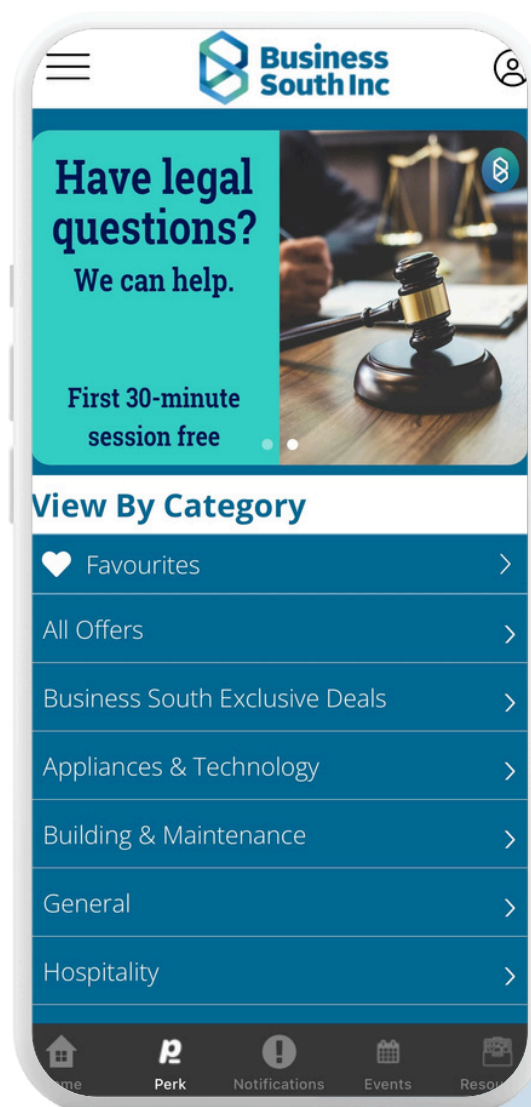 Business
South Inc
Have legal
questions?
We can help.
First 30-minute
session free
View By Category
Favourites
All Offers
Business South Exclusive Deals
Appliances & Technology
Building & Maintenance
General
Hospitality
Perk
Notifications
Events